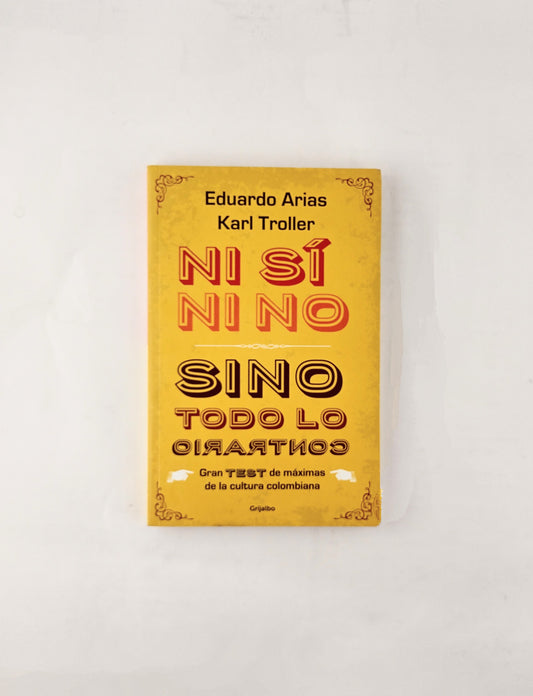 Eduardo Arias
Karl Troller
NI SÍ
NI NO
SINO
TODO LO
CONTRARIO
Gran TEST de máximas
de la cultura colombiana
Grijalbo